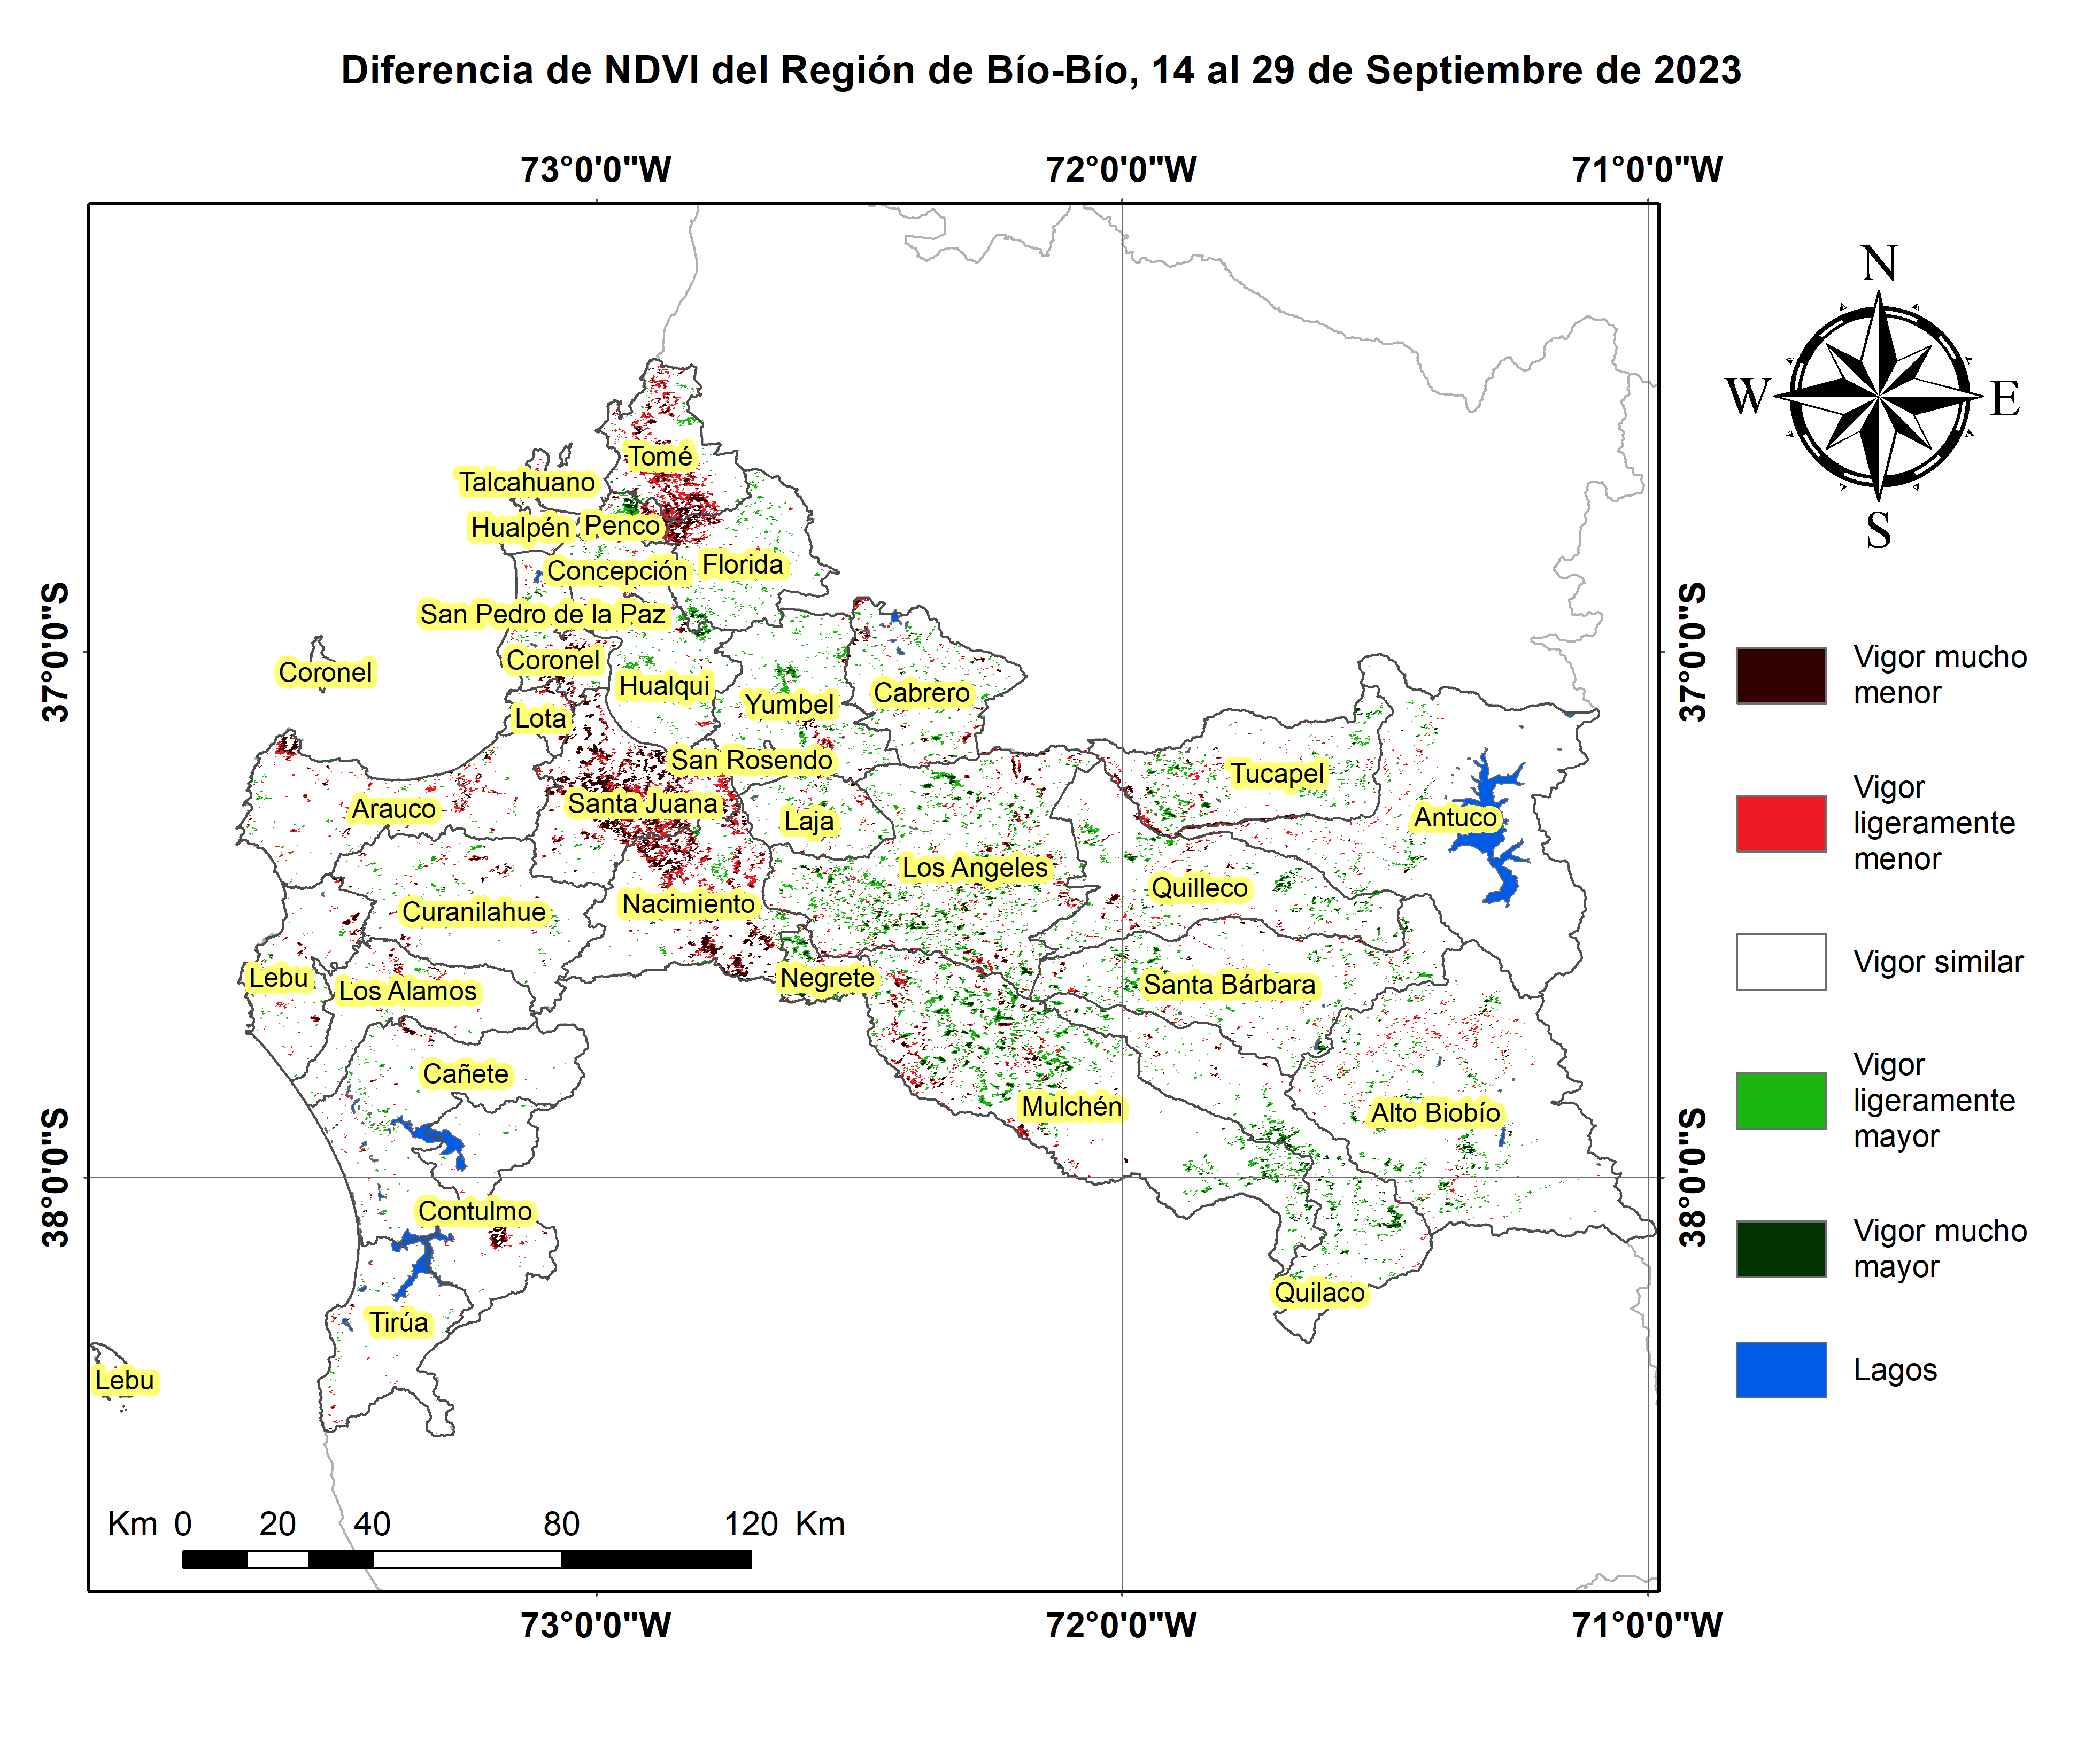 Diferencia de NDVI del Región de Bío-Bío, 14 al 29 de Septiembre de 2023
73°0'0"W
72°0'0"W
71°0'0"W
N
W
E
S
37°0'0"S
37°0'0"S
38°0'0"S
38°0'0"S
Tomé
Talcahuano
Hualpén
Penco
Concepción
Florida
San Pedro de la Paz
Coronel
Coronel
Hualqui
Cabrero
Yumbel
Lota
San Rosendo
Tucapel
Santa Juana
Arauco
Laja
Antuco
Los Angeles
Quilleco
Nacimiento
Curanilahue
Lebu
Los Alamos
Negrete
Santa Bárbara
Cañete
Mulchén
Alto Biobío
Contulmo
Quilaco
Tirúa
Lebu
Vigor mucho
menor
Vigor
ligeramente
menor
Vigor similar
Vigor
ligeramente
mayor
Vigor mucho
mayor
Lagos
Km 0 20 40 80 120 Km
73°0'0"W
72°0'0"W
71°0'0"W